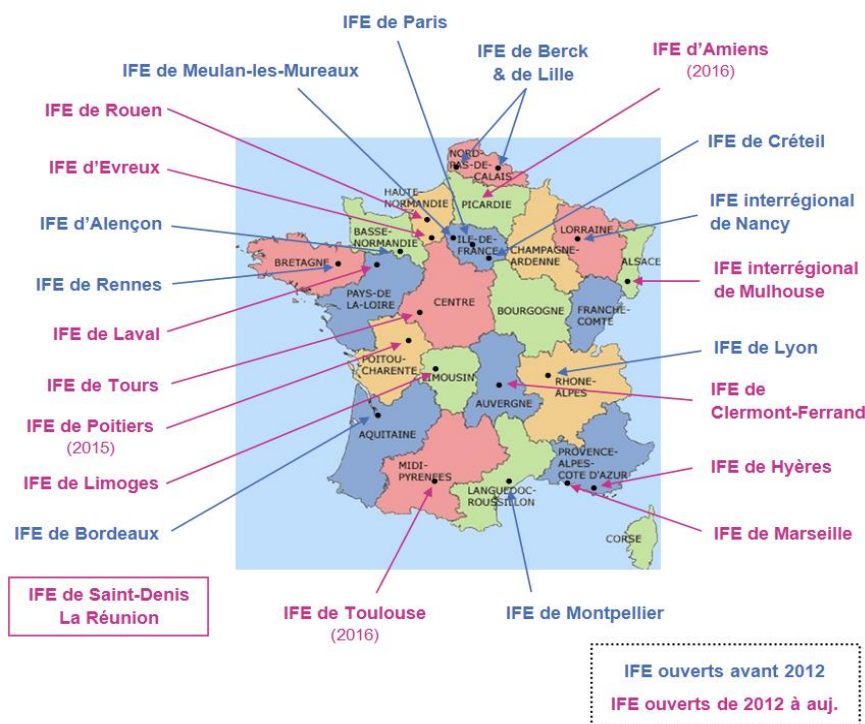 IFE de Paris
IFE de Berck
& de Lille
IFE d'Amiens
(2016)
IFE de Meulan-les-Mureaux
IFE de Rouen
IFE de Créteil
IFE d'Evreux
IFE interrégional
de Nancy
IFE d'Alençon
IFE de Rennes
IFE interrégional
de Mulhouse
IFE de Laval
IFE de Lyon
IFE de Tours
IFE de
Clermont-Ferrand
IFE de Poitiers
(2015)
IFE de Hyères
IFE de Limoges
IFE de Bordeaux
IFE de Marseille
IFE de Saint-Denis
La Réunion
IFE de Toulouse
(2016)
IFE de Montpellier
NORD-
PAS-DE-
CALAIS
HAUTE
NORMANDIE
PICARDIE
BASSE-
NORMANDIE
ILE-DE-
FRANCE
CHAMPAGNE-
ARDENNE
LORRAINE
ALSACE
BRETAGNE
PAYS-DE
LA-LOIRE
CENTRE
BOURGOGNE
FRANCHE-
COMTE
POITOU-
CHARENTE
LIMOUSIN
AUVERGNE
RHONE-
ALPES
AQUITAINE
MIDI-
PYRENEES
LANGUEDOC-
ROUSSILLON
PROVENCE-
ALPES-
COTE D'AZUR
CORSE
IFE ouverts avant 2012
IFE ouverts de 2012 à auj.